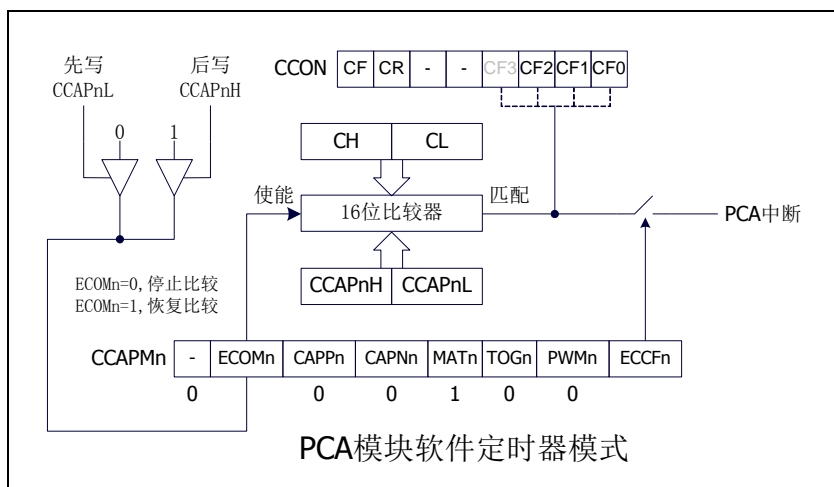 先写
CCAPnL
后写
CCAPnH
CCON CF CR - - CF3 CF2 CF1 CF0
0 1
CH CL
使能
16位比较器
匹配
PCA中断
CCAPnH CCAPnL
ECOMn=0,停止比较
ECOMn=1,恢复比较
CCAPMn - ECOMn CAPPn CAPNn MATn TOGn PWMn ECCFn
0 0 0 1 0 0
PCA模块软件定时器模式